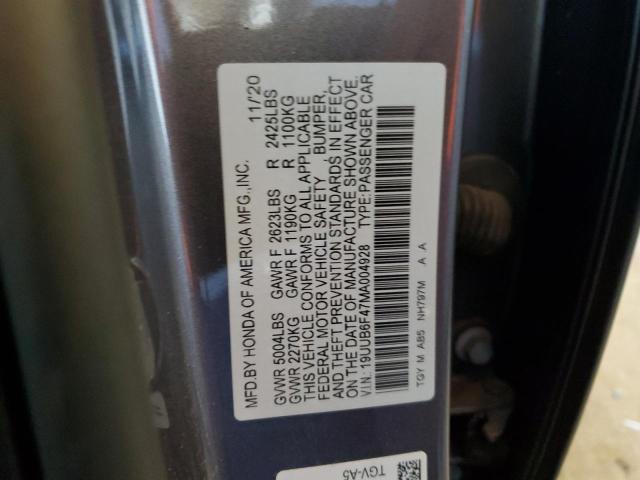 MFD.BY HONDA OF AMERICA MFG.,INC. 11/20
GVWR 5004LBS GAWR F 2623LBS R 2425LBS
GVWR 2270KG GAWR F 1190KG R 1100KG
THIS VEHICLE CONFORMS TO ALL APPLICABLE
FEDERAL MOTOR VEHICLE SAFETY, BUMPER,
AND THEFT PREVENTION STANDARDS IN EFFECT
ON THE DATE OF MANUFACTURE SHOWN ABOVE.
V.I.N.: 19UUB6F47MA004928 TYPE:PASSENGER CAR
TGY M AB5 NH797M A A
TGV-A5